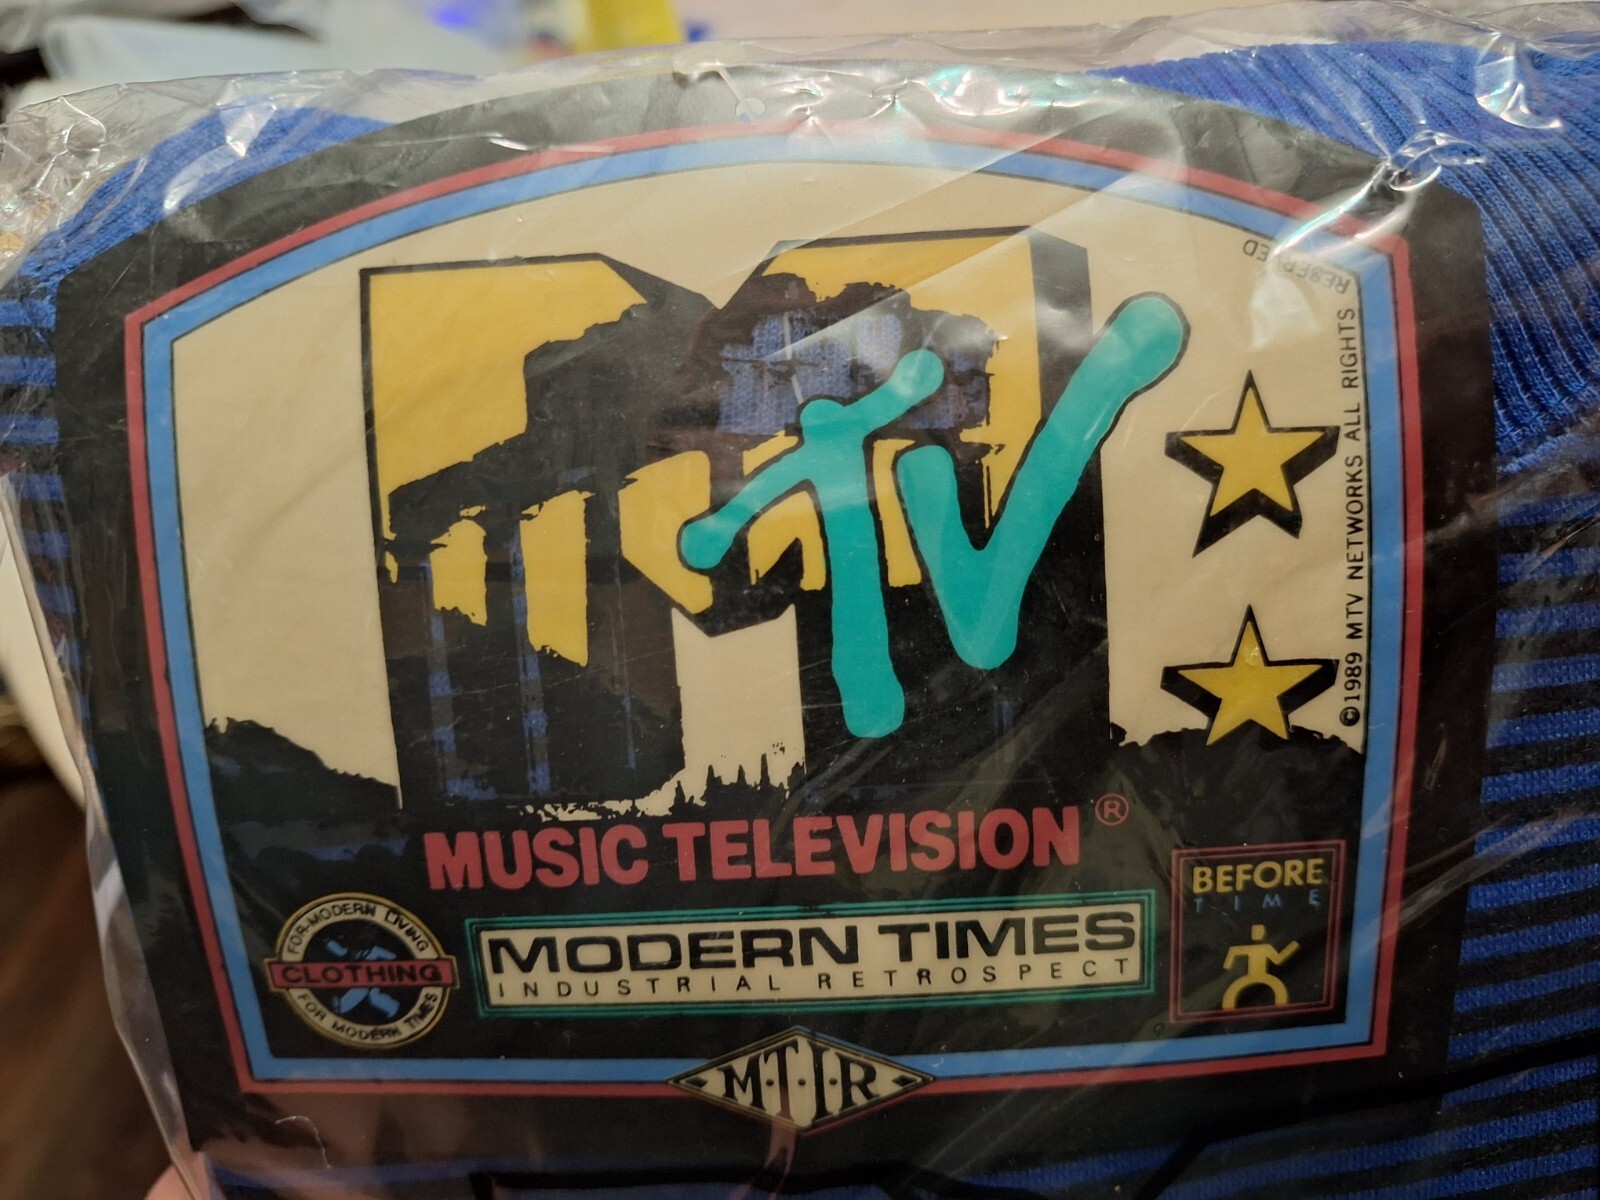 MTV
©1989 MTV NETWORKS ALL RIGHTS
RESERVED
MUSIC TELEVISION®
FOR MODERN LIVING
CLOTHING
FOR MODERN TIMES
MODERN TIMES
INDUSTRIAL RETROSPECT
BEFORE
TIME
M·T·I·R